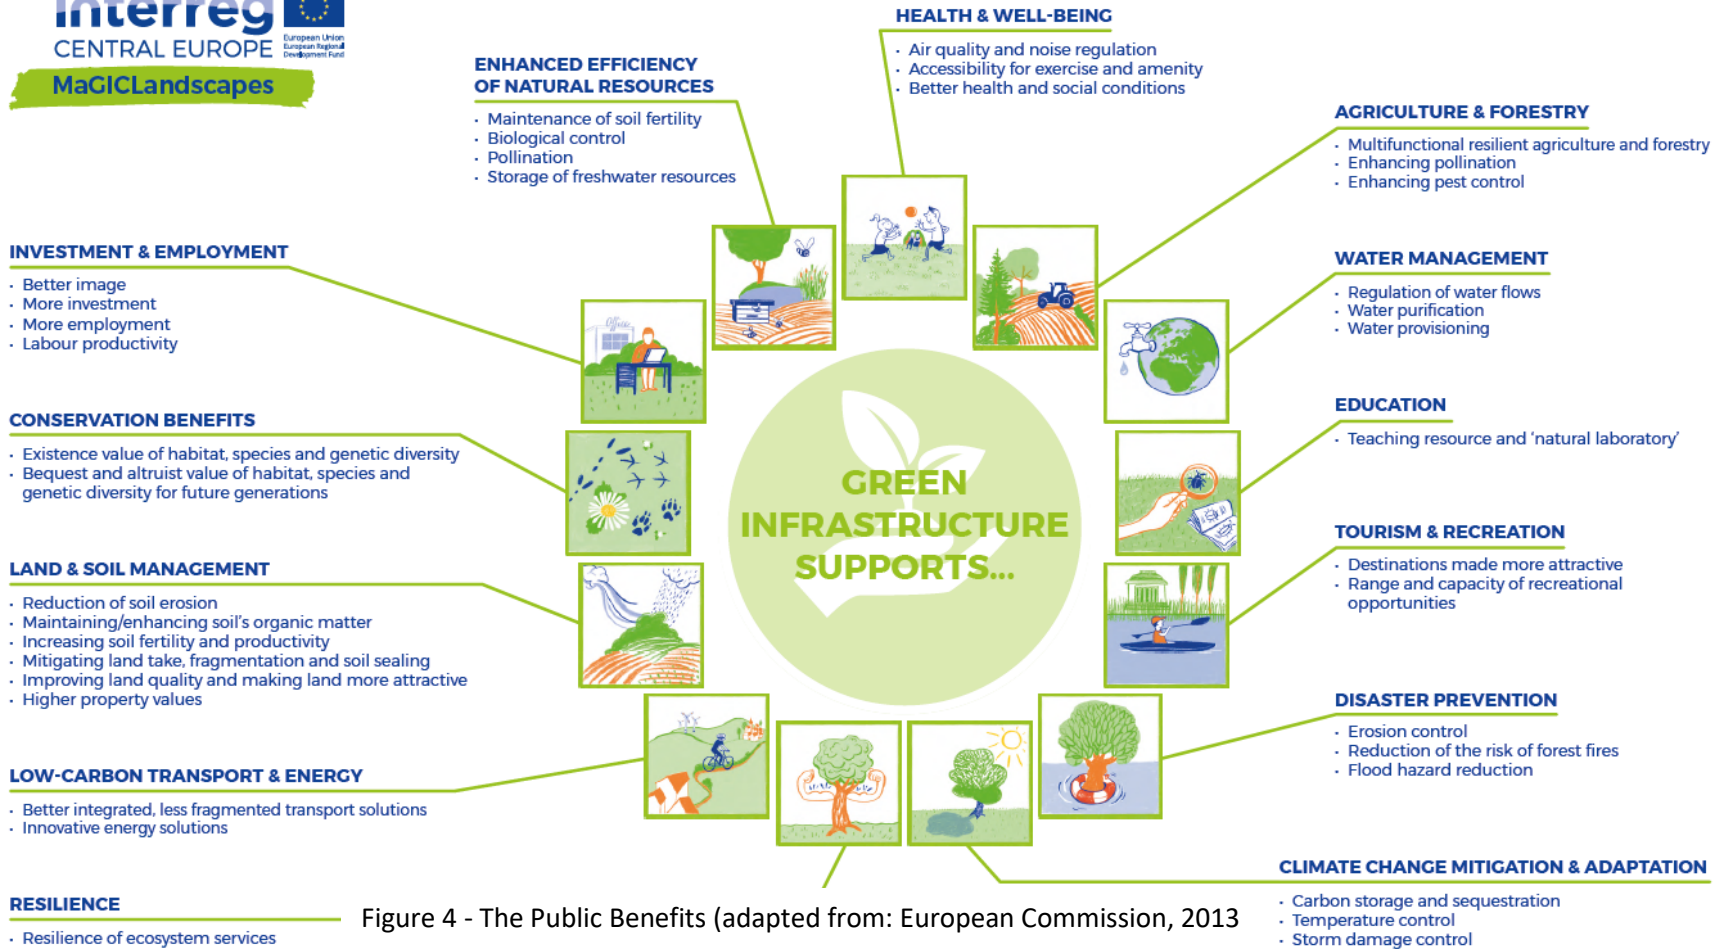 Interreg
CENTRAL EUROPE
European Union
European Regional
Development Fund
MaGICLandscapes
ENHANCED EFFICIENCY
OF NATURAL RESOURCES
· Maintenance of soil fertility
· Biological control
· Pollination
· Storage of freshwater resources
HEALTH & WELL-BEING
· Air quality and noise regulation
· Accessibility for exercise and amenity
· Better health and social conditions
AGRICULTURE & FORESTRY
· Multifunctional resilient agriculture and forestry
· Enhancing pollination
· Enhancing pest control
WATER MANAGEMENT
· Regulation of water flows
· Water purification
· Water provisioning
EDUCATION
· Teaching resource and ‘natural laboratory’
TOURISM & RECREATION
· Destinations made more attractive
· Range and capacity of recreational
opportunities
DISASTER PREVENTION
· Erosion control
· Reduction of the risk of forest fires
· Flood hazard reduction
CLIMATE CHANGE MITIGATION & ADAPTATION
· Carbon storage and sequestration
· Temperature control
· Storm damage control
INVESTMENT & EMPLOYMENT
· Better image
· More investment
· More employment
· Labour productivity
CONSERVATION BENEFITS
· Existence value of habitat, species and genetic diversity
· Bequest and altruist value of habitat, species and
genetic diversity for future generations
LAND & SOIL MANAGEMENT
· Reduction of soil erosion
· Maintaining/enhancing soil’s organic matter
· Increasing soil fertility and productivity
· Mitigating land take, fragmentation and soil sealing
· Improving land quality and making land more attractive
· Higher property values
LOW-CARBON TRANSPORT & ENERGY
· Better integrated, less fragmented transport solutions
· Innovative energy solutions
RESILIENCE
· Resilience of ecosystem services
Office
GREEN
INFRASTRUCTURE
SUPPORTS...
Figure 4 - The Public Benefits (adapted from: European Commission, 2013